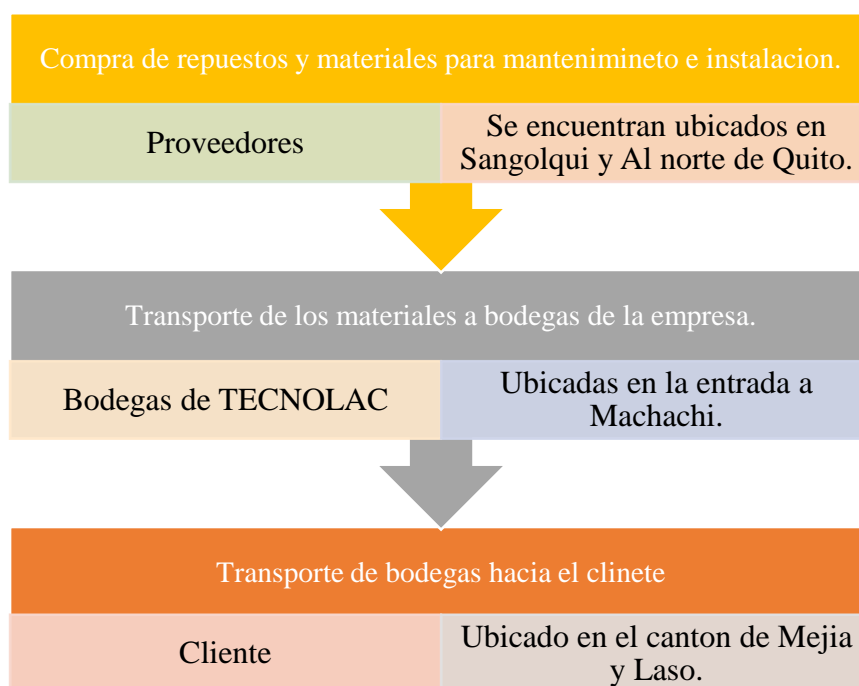 Compra de repuestos y materiales para mantenimineto e instalacion.
Proveedores
Se encuentran ubicados en
Sangolqui y Al norte de Quito.
Transporte de los materiales a bodegas de la empresa.
Bodegas de TECNOLAC
Ubicadas en la entrada a
Machachi.
Transporte de bodegas hacia el clinete
Cliente
Ubicado en el canton de Mejia
y Laso.